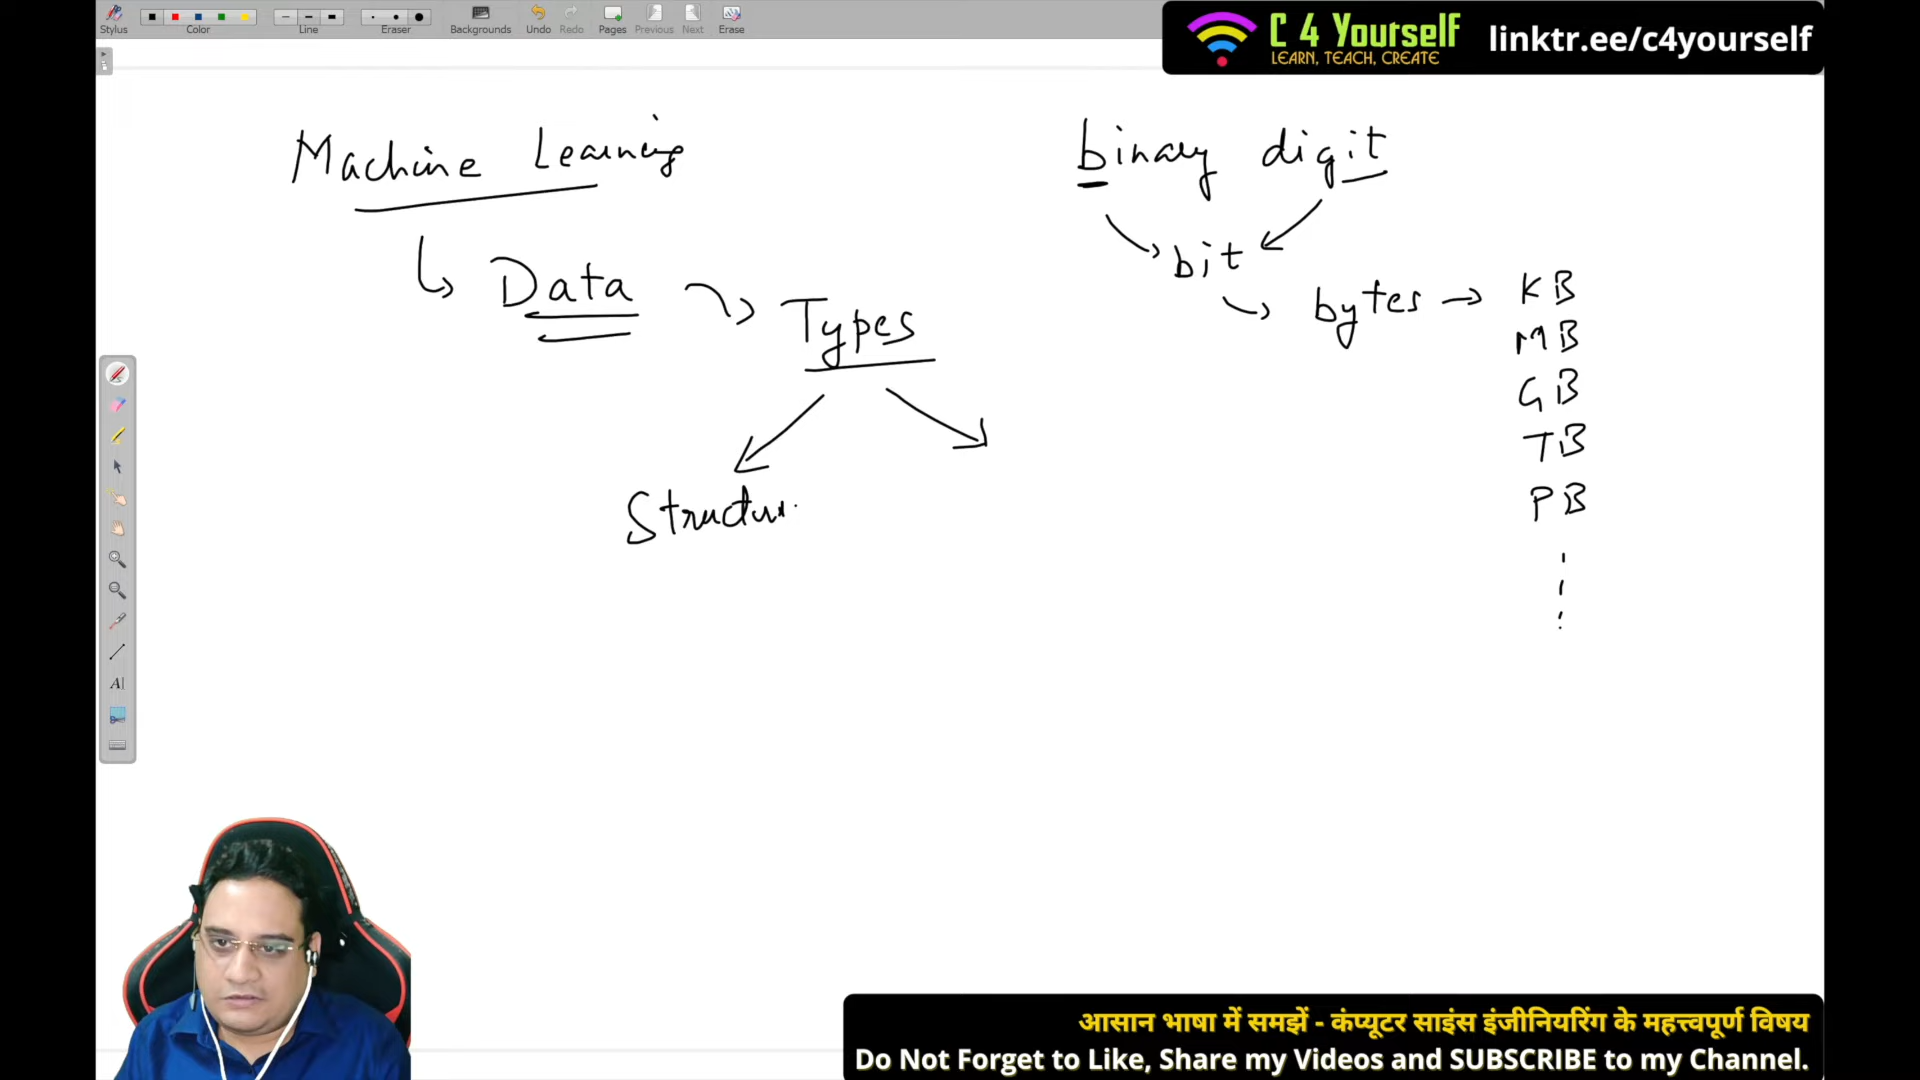 Stylus
Color
Line
Eraser
Backgrounds
Undo
Redo
Pages
Previous
Next
Erase
C 4 Yourself
LEARN, TEACH, CREATE
linktr.ee/c4yourself
Machine Learning
Data
Types
Structur
binary digit
bit
bytes
KB
MB
GB
TB
PB
A
आसान भाषा में समझें - कंप्यूटर साइंस इंजीनियरिंग के महत्त्वपूर्ण विषय
Do Not Forget to Like, Share my Videos and SUBSCRIBE to my Channel.